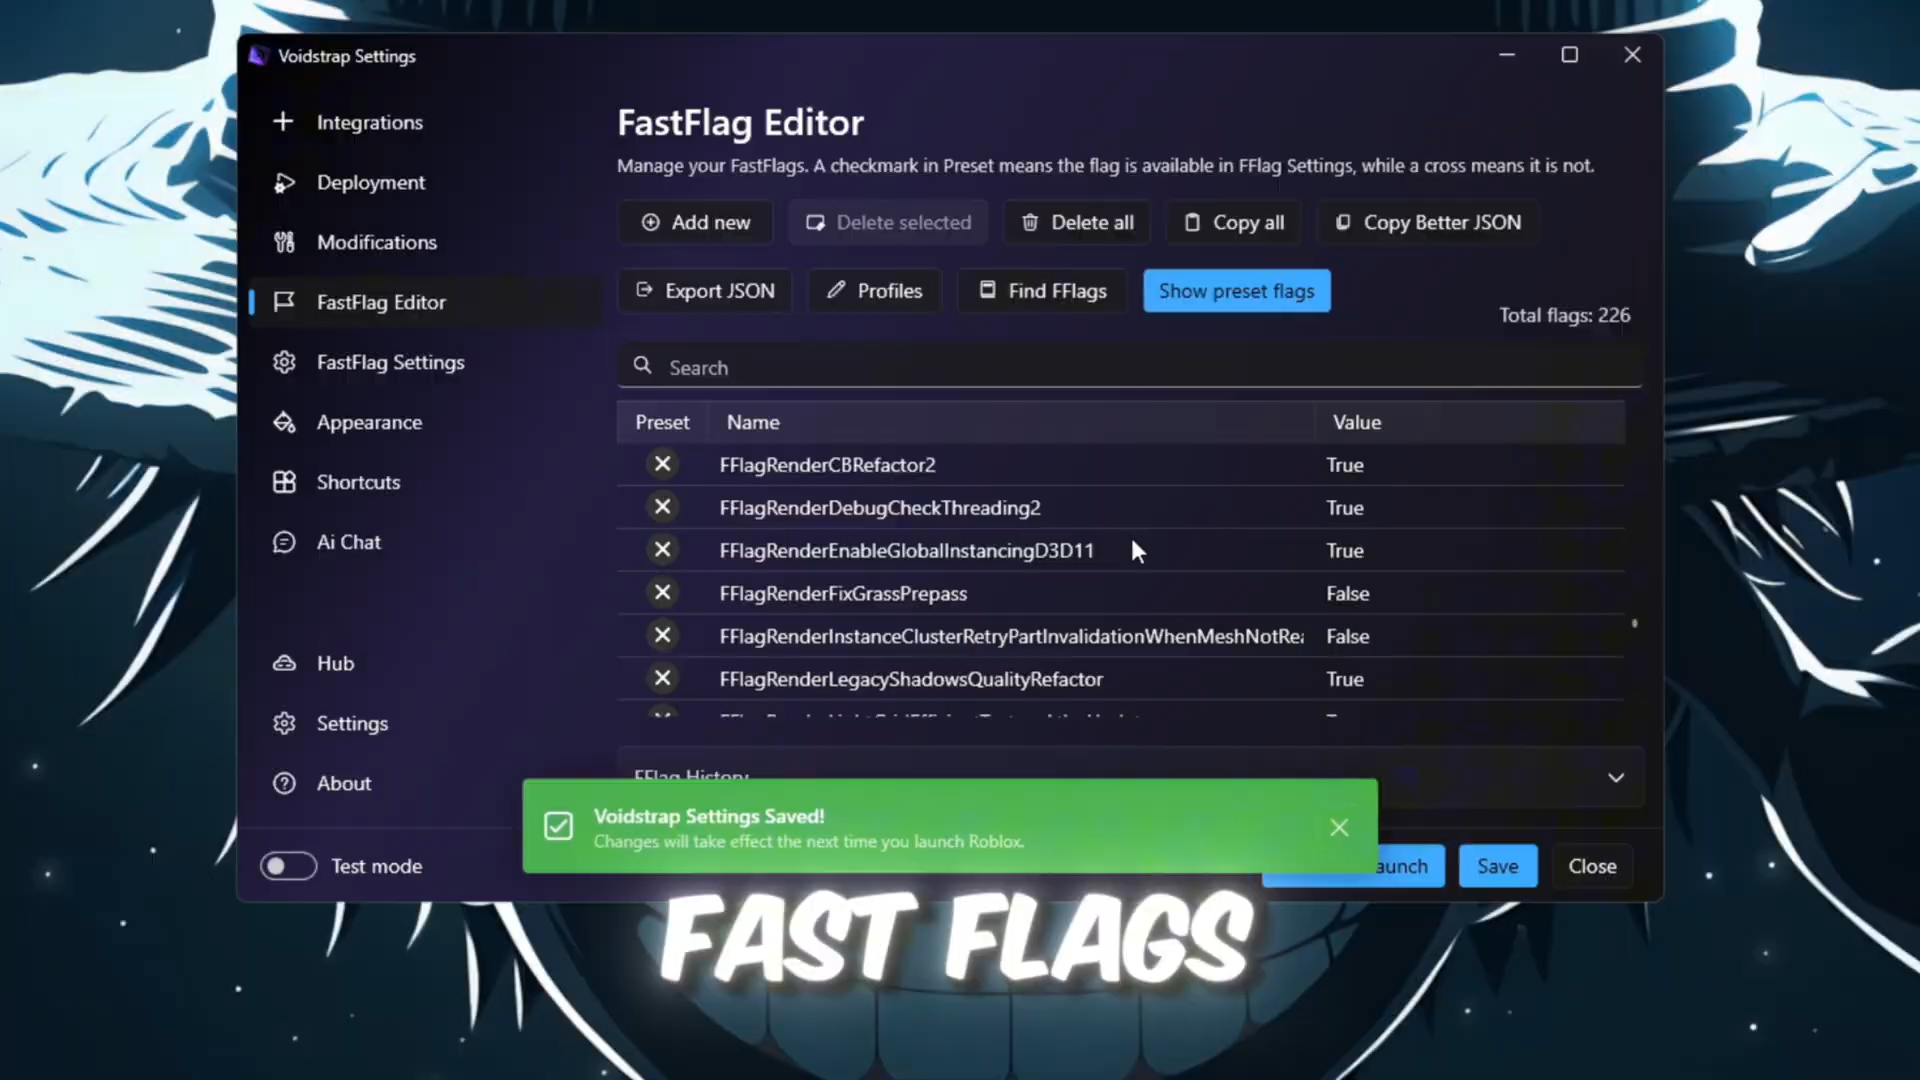 Voidstrap Settings
Integrations
Deployment
Modifications
FastFlag Editor
FastFlag Settings
Appearance
Shortcuts
Ai Chat
Hub
Settings
About
Test mode
FastFlag Editor
Manage your FastFlags. A checkmark in Preset means the flag is available in FFlag Settings, while a cross means it is not.
Add new
Delete selected
Delete all
Copy all
Copy Better JSON
Export JSON
Profiles
Find FFlags
Show preset flags
Total flags: 226
Search
Preset Name Value
FFlagRenderCBRefactor2 True
FFlagRenderDebugCheckThreading2 True
FFlagRenderEnableGlobalInstancingD3D11 True
FFlagRenderFixGrassPrepass False
FFlagRenderInstanceClusterRetryPartInvalidationWhenMeshNotRea False
FFlagRenderLegacyShadowsQualityRefactor True
FFlag History
Voidstrap Settings Saved!
Changes will take effect the next time you launch Roblox.
aunch
Save
Close
FAST FLAGS